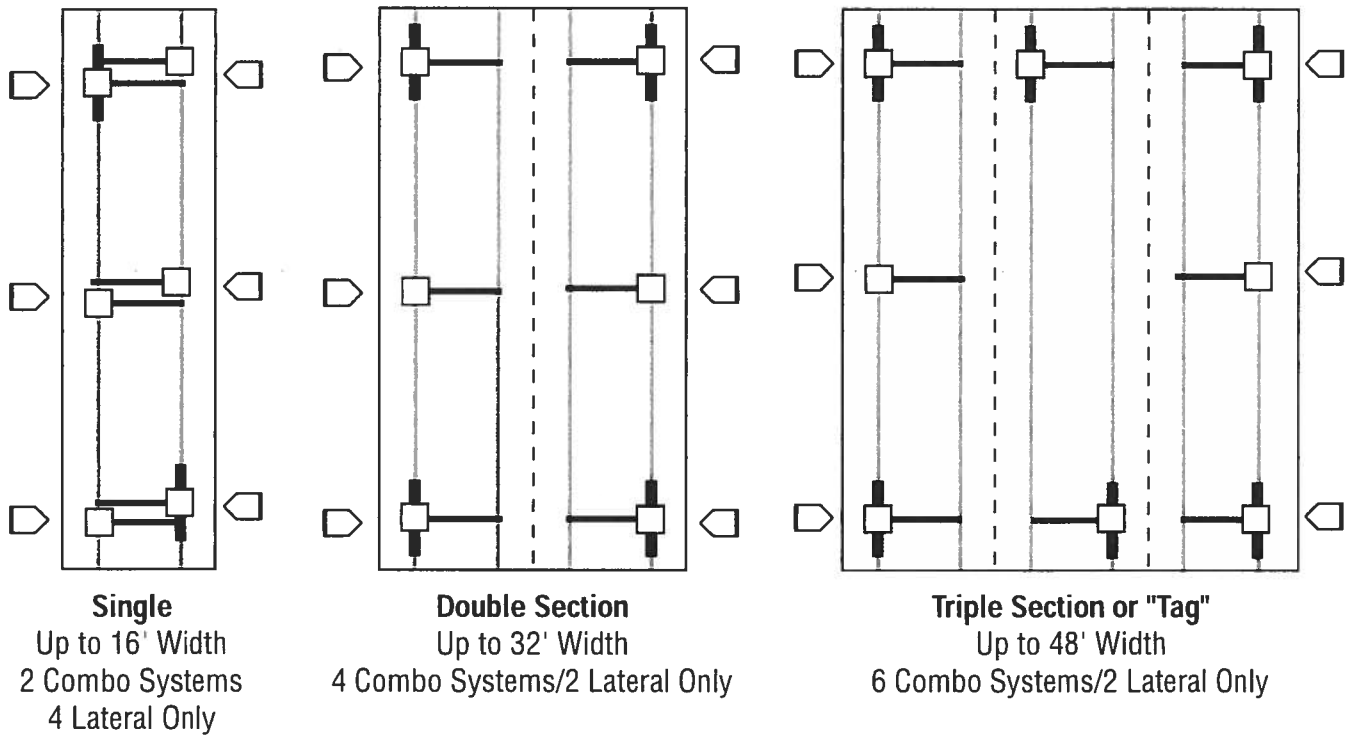 Single
Up to 16' Width
2 Combo Systems
4 Lateral Only
Double Section
Up to 32' Width
4 Combo Systems/2 Lateral Only
Triple Section or "Tag"
Up to 48' Width
6 Combo Systems/2 Lateral Only